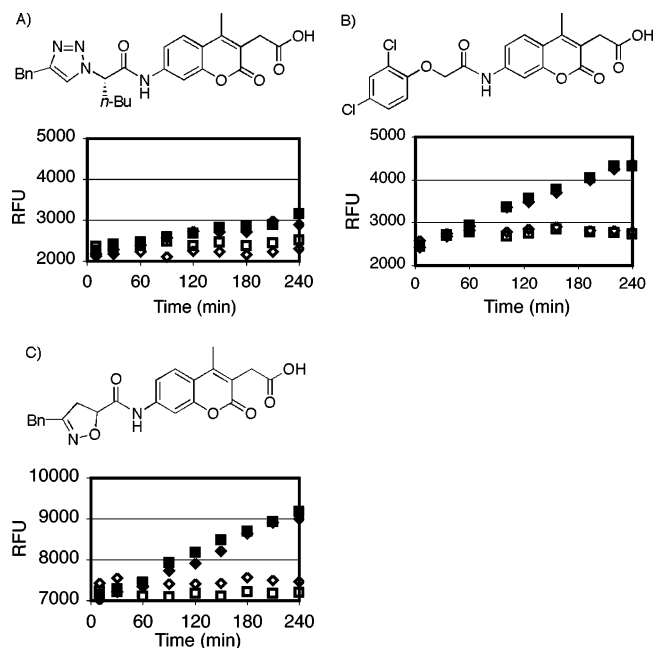 A)
N=N
N
Bn
O
N
H
n-Bu
O
O
O
OH
RFU
5000
4000
3000
2000
0 60 120 180 240
Time (min)
B)
Cl
Cl
O
O
N
H
O
O
O
OH
RFU
5000
4000
3000
2000
0 60 120 180 240
Time (min)
C)
Bn
N
O
O
N
H
O
O
O
OH
RFU
10000
9000
8000
7000
0 60 120 180 240
Time (min)